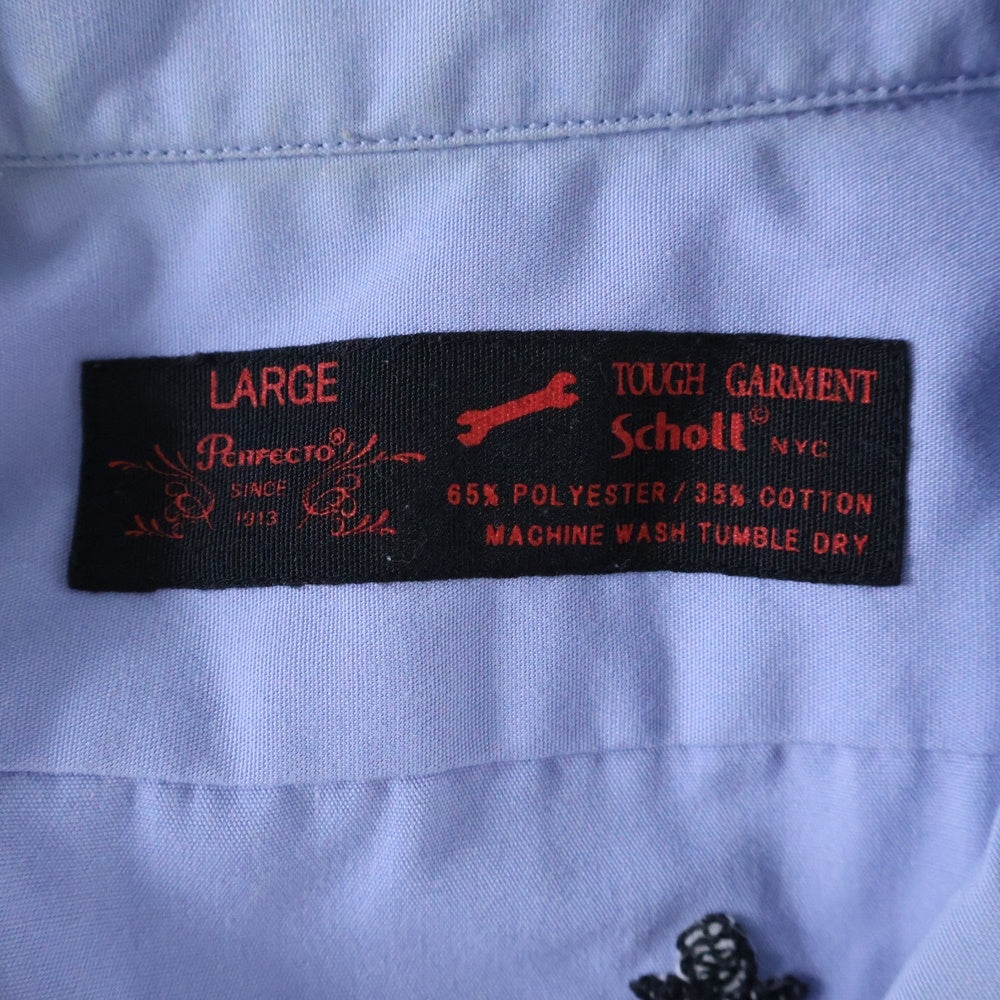 LARGE
Perfecto®
SINCE
1913
TOUGH GARMENT
Schott© NYC
65% POLYESTER / 35% COTTON
MACHINE WASH TUMBLE DRY